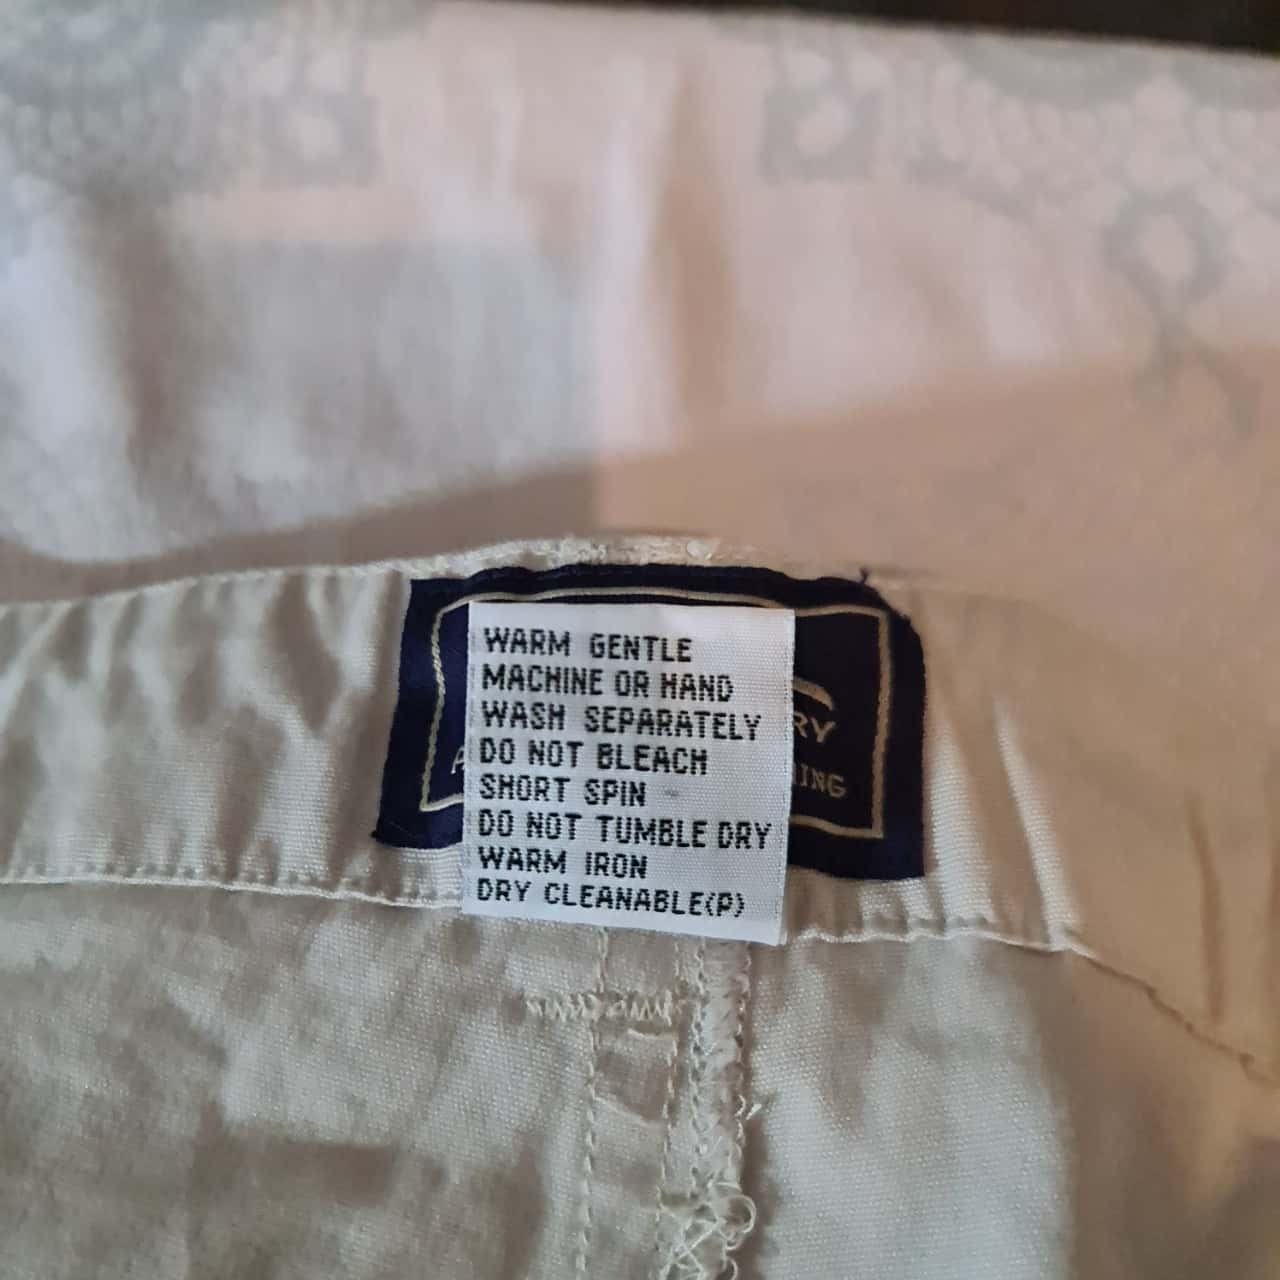 WARM GENTLE
MACHINE OR HAND
WASH SEPARATELY
DO NOT BLEACH
SHORT SPIN
DO NOT TUMBLE DRY
WARM IRON
DRY CLEANABLE(P)